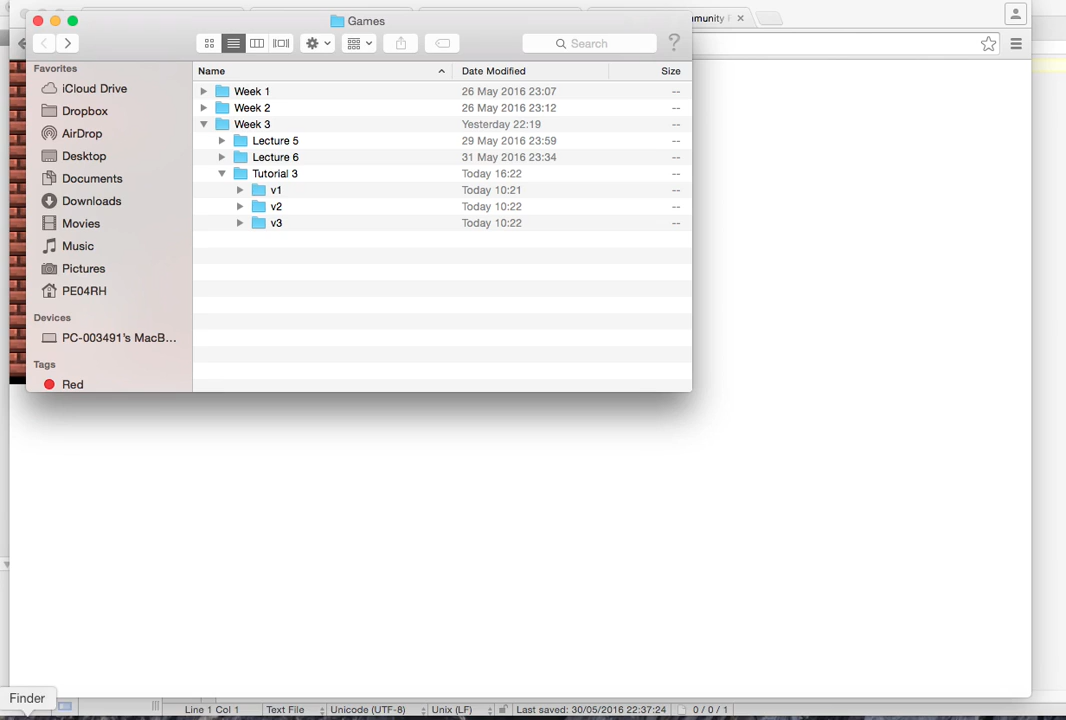 Games
munity
Search
?
Favorites
iCloud Drive
Dropbox
AirDrop
Desktop
Documents
Downloads
Movies
Music
Pictures
PE04RH
Devices
PC-003491's MacB...
Tags
Red
Name Date Modified Size
Week 1 26 May 2016 23:07 --
Week 2 26 May 2016 23:12 --
Week 3 Yesterday 22:19 --
Lecture 5 29 May 2016 23:59 --
Lecture 6 31 May 2016 23:34 --
Tutorial 3 Today 16:22 --
v1 Today 10:21 --
v2 Today 10:22 --
v3 Today 10:22 --
Finder
Line 1 Col 1 Text File Unicode (UTF-8) Unix (LF) Last saved: 30/05/2016 22:37:24 0 / 0 / 1